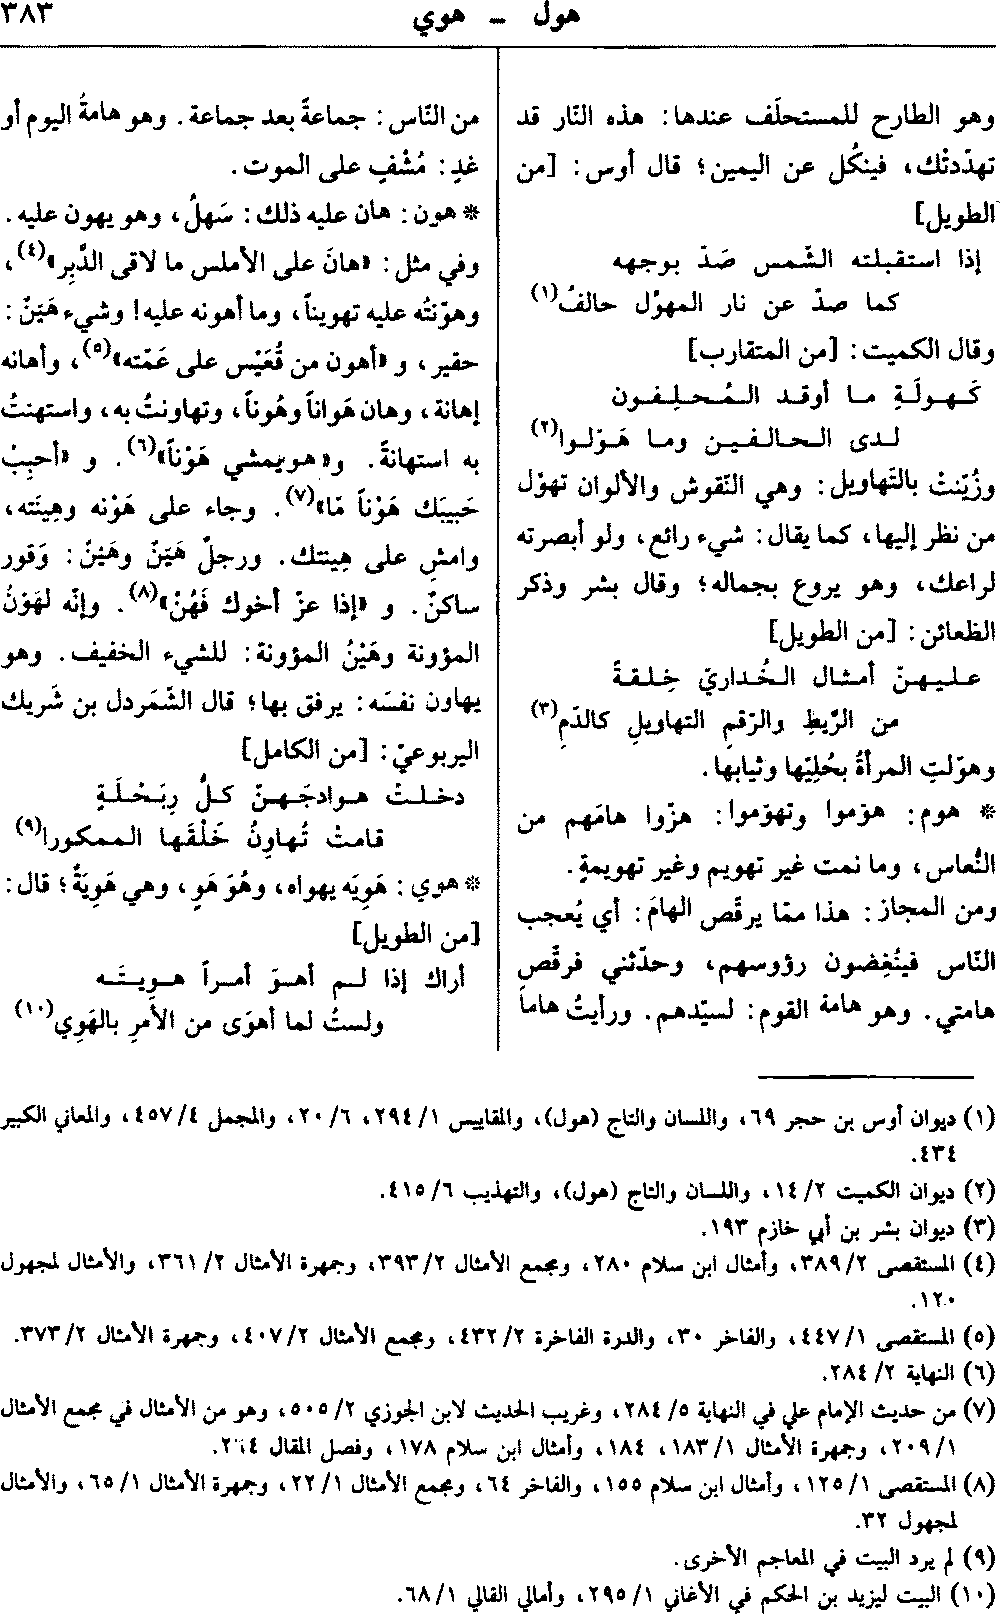 هول – هوي
٣٨٣
وهو الطارح للمستحلَف عندها: هذه النّار قد
تهدّدتْك، فينكُل عن اليمين؛ قال أوس: [من
الطويل]
إذا استقبلته الشّمس صَدّ بوجهه
كما صدّ عن نار المهوِّل حالفُ(١)
وقال الكميت: [من المتقارب]
كَـهـولَـةِ مـا أوقـد الـمُـحـلِـفـون
لـدى الـحـالـفـيـن ومـا هَـوّلـوا(٢)
وزُيّنتْ بالتّهاويل: وهي النّقوش والألوان تهوّل
من نظر إليها، كما يقال: شيء رائع، ولو أبصرته
لراعك، وهو يروع بجماله؛ وقال بشر وذكر
الظعائن: [من الطويل]
عـلـيـهـنّ أمـثـال الـخُـداريّ خِـلـقـةً
من الرَّيطِ والرّقمِ التهاويلِ كالدّمِ(٣)
وهوّلتِ المرأةُ بحُلِيّها وثيابها.
* هوم: هوّموا وتهوّموا: هزّوا هامَهم من
النُّعاس، وما نمت غير تهويم وغير تهويمةٍ.
ومن المجاز: هذا ممّا يرقّص الهامَ: أي يُعجب
النّاس فيُنْغِضون رؤوسهم، وحدّثني فرقّص
هامتي. وهو هامة القوم: لسيّدهم. ورأيتُ هاماً
من النّاس: جماعةً بعد جماعة. وهو هامةُ اليوم أو
غدٍ: مُشْفٍ على الموت.
* هون: هان عليه ذلك: سَهلُ، وهو يهون عليه.
وفي مثل: «هانَ على الأملس ما لاقى الدَّبِر»(٤)،
وهوّنتُه عليه تهويناً، وما أهونه عليه! وشيء هَيّنٌ:
حقير، و «أهون من قُعَيْس على عَمّته»(٥)، وأهانه
إهانة، وهان هَواناً وهُوناً، وتهاونتُ به، واستهنتُ
به استهانةً. و«هو يمشي هَوْناً»(٦). و «أحبِبْ
حَبيبَك هَوْناً مّا»(٧). وجاء على هَوْنه وهِينَته،
وامشِ على هِينتك. ورجلٌ هَيّنٌ وهَيْنٌ: وَقور
ساكنٌ. و «إذا عزّ أخوك فَهُنْ»(٨). وإنّه لهَوْنُ
المؤونة وهَيْنُ المؤونة: للشيء الخفيف. وهو
يهاون نفسَه: يرفق بها؛ قال الشّمَردل بن شَريك
اليربوعيّ: [من الكامل]
دخـلـتْ هـوادجَـهـنّ كـلُّ رِبَـحْـلَـةٍ
قامتْ تُهاوِنُ خَلْقَها الممكورا(٩)
* هوي: هَوِيَه يهواه، وهُوَ هَوٍ، وهي هَوِيَةٌ؛ قال:
[من الطويل]
أراك إذا لـم أهـوَ أمـراً هـوِيـتَـه
ولستُ لما أهوَى من الأمرِ بالهَوِي(١٠)
(١) ديوان أوس بن حجر ٦٩، واللسان والتاج (هول)، والمقاييس ٢٩٤/١، ٢٠/٦، والمجمل ٤٥٧/٤، والمعاني الكبير
٤٣٤.
(٢) ديوان الكميت ١٤/٢، واللسان والتاج (هول)، والتهذيب ٤١٥/٦.
(٣) ديوان بشر بن أبي خازم ١٩٣.
(٤) المستقصى ٣٨٩/٢، وأمثال ابن سلام ٢٨٠، ومجمع الأمثال ٣٩٣/٢، وجمهرة الأمثال ٣٦١/٢، والأمثال لمجهول
١٢٠.
(٥) المستقصى ٤٤٧/١، والفاخر ٣٠، والدرة الفاخرة ٤٣٢/٢، ومجمع الأمثال ٤٠٧/٢، وجمهرة الأمثال ٣٧٣/٢.
(٦) النهاية ٢٨٤/٢.
(٧) من حديث الإمام علي في النهاية ٢٨٤/٥، وغريب الحديث لابن الجوزي ٥٠٥/٢، وهو من الأمثال في مجمع الأمثال
٢٠٩/١، وجمهرة الأمثال ١٨٣/١، ١٨٤، وأمثال ابن سلام ١٧٨، وفصل المقال
(٨) المستقصى ١٢٥/١، وأمثال ابن سلام ١٥٥، والفاخر ٦٤، ومجمع الأمثال ٢٢/١، وجمهرة الأمثال ٦٥/١، والأمثال
لمجهول ٣٢.
(٩) لم يرد البيت في المعاجم الأخرى.
(١٠) البيت ليزيد بن الحكم في الأغاني ٢٩٥/١، وأمالي القالي ٦٨/١.